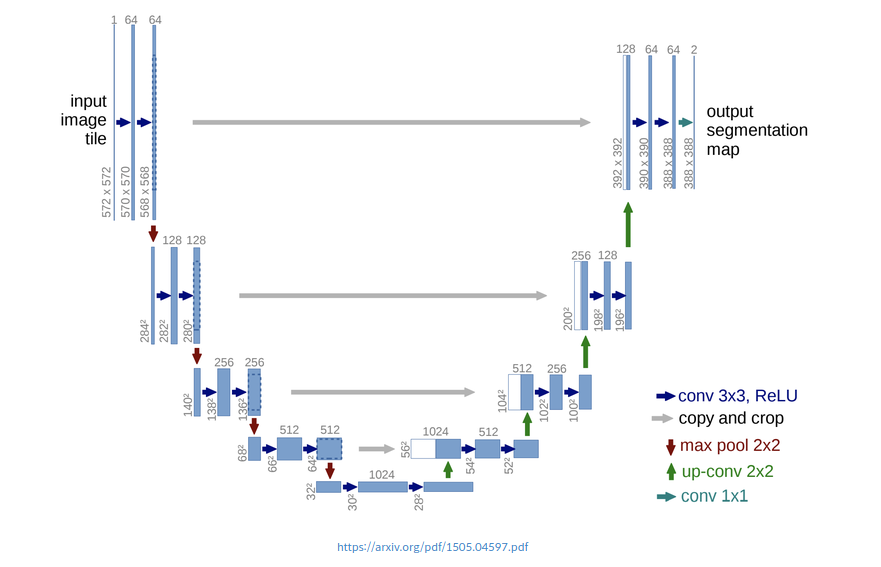 1 64 64
input
image
tile
572 x 572
570 x 570
568 x 568
128 64 64 2
output
segmentation
map
392 x 392
390 x 390
388 x 388
388 x 388
128 128
284²
282²
280²
256 128
200²
198²
196²
256 256
140²
138²
136²
512 256
104²
102²
100²
512 512
68²
66²
64²
1024 512
56²
54²
52²
1024
32²
30²
28²
conv 3x3, ReLU
copy and crop
max pool 2x2
up-conv 2x2
conv 1x1
https://arxiv.org/pdf/1505.04597.pdf